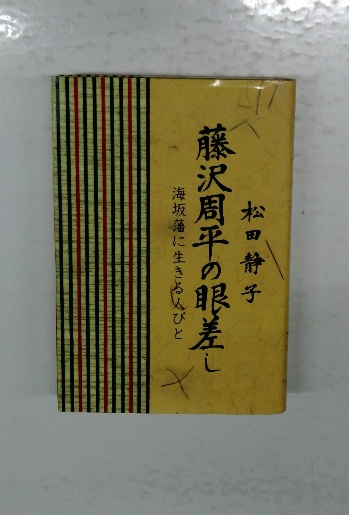 松田静子
藤沢周平の眼差し
海坂藩に生きる人びと